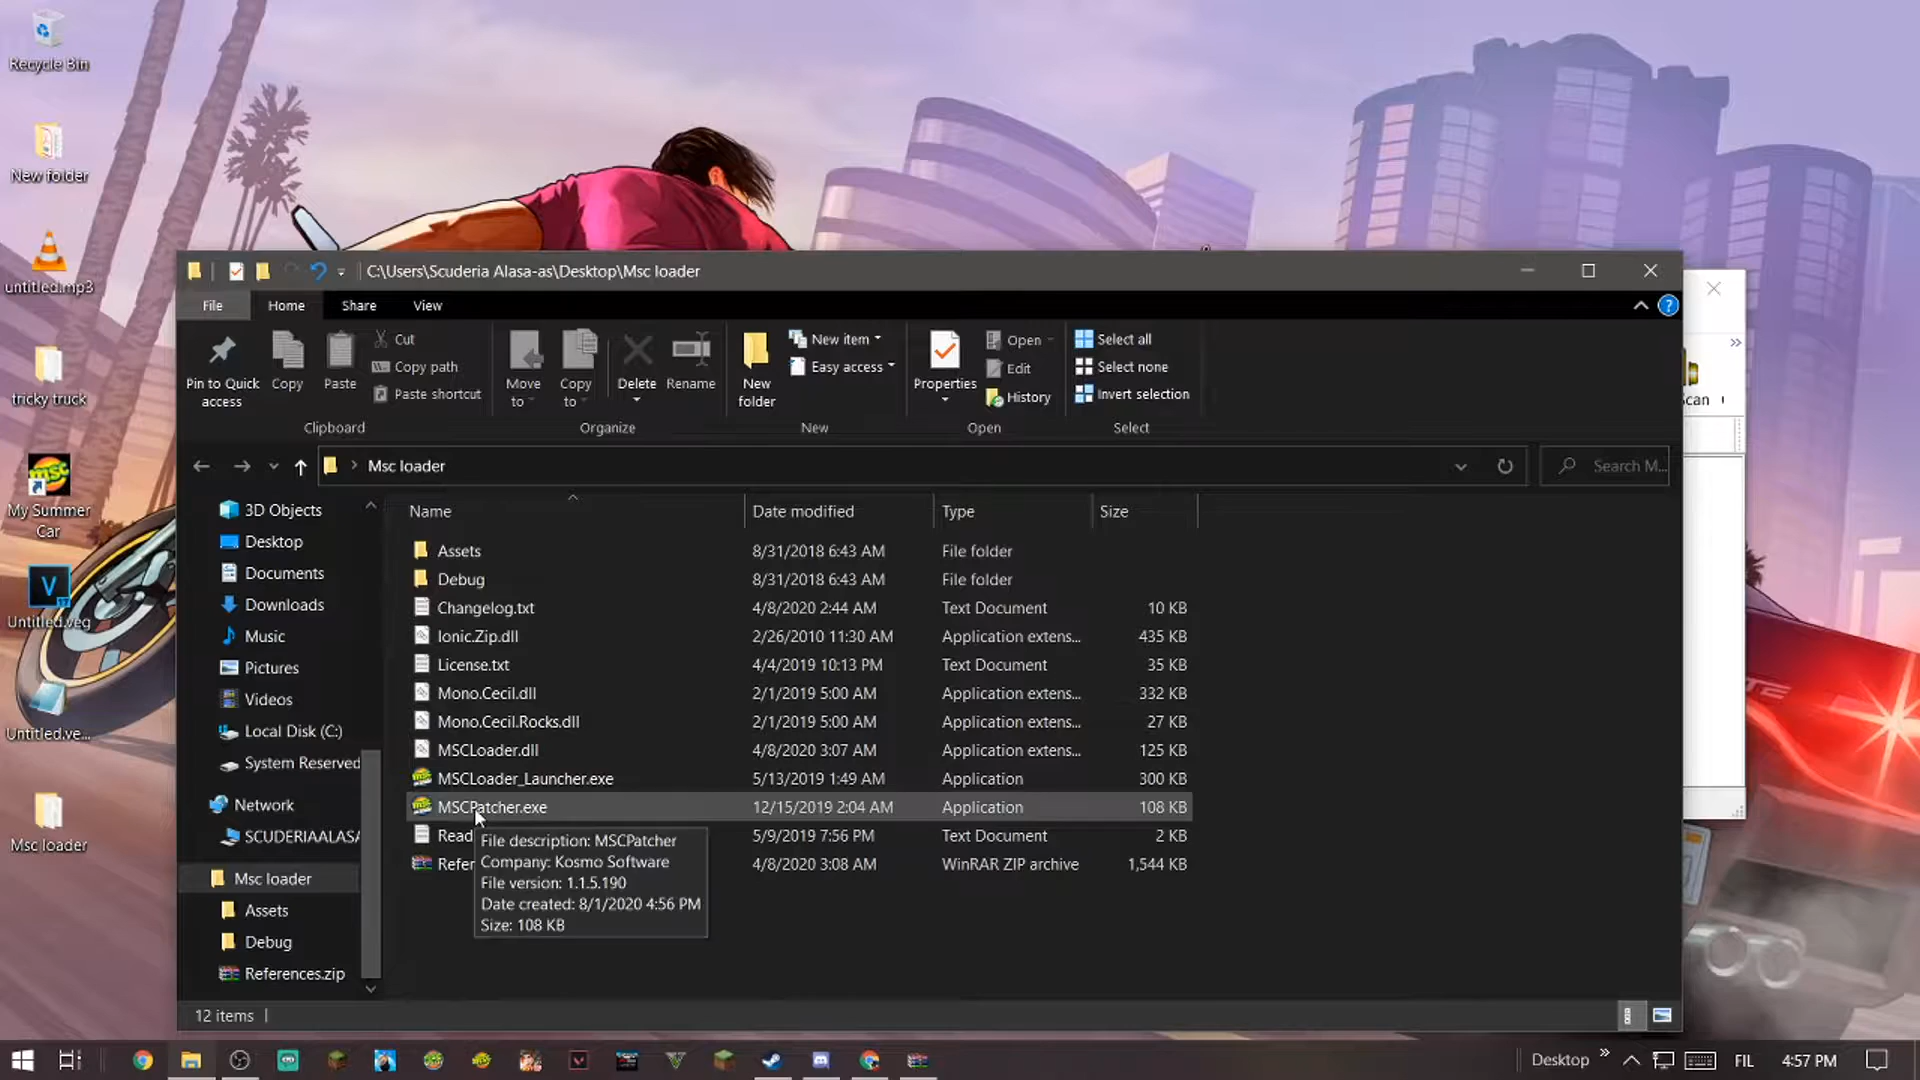 Recycle Bin
New folder
untitled.mp3
tricky truck
My Summer
Car
Untitled.veg
Untitled.ve...
Msc loader
C:\Users\Scuderia Alasa-as\Desktop\Msc loader
File
Home
Share
View
Pin to Quick
access
Copy
Paste
Cut
Copy path
Paste shortcut
Clipboard
Move
to
Copy
to
Delete
Rename
Organize
New
folder
New item
Easy access
New
Properties
Open
Edit
History
Open
Select all
Select none
Invert selection
Select
Scan
Msc loader
Search M...
3D Objects
Desktop
Documents
Downloads
Music
Pictures
Videos
Local Disk (C:)
System Reserved
Network
SCUDERIAALASA
Msc loader
Assets
Debug
References.zip
Name Date modified Type Size
Assets 8/31/2018 6:43 AM File folder
Debug 8/31/2018 6:43 AM File folder
Changelog.txt 4/8/2020 2:44 AM Text Document 10 KB
Ionic.Zip.dll 2/26/2010 11:30 AM Application extens... 435 KB
License.txt 4/4/2019 10:13 PM Text Document 35 KB
Mono.Cecil.dll 2/1/2019 5:00 AM Application extens... 332 KB
Mono.Cecil.Rocks.dll 2/1/2019 5:00 AM Application extens... 27 KB
MSCLoader.dll 4/8/2020 3:07 AM Application extens... 125 KB
MSCLoader_Launcher.exe 5/13/2019 1:49 AM Application 300 KB
MSCPatcher.exe 12/15/2019 2:04 AM Application 108 KB
Read 5/9/2019 7:56 PM Text Document 2 KB
Refer 4/8/2020 3:08 AM WinRAR ZIP archive 1,544 KB
File description: MSCPatcher
Company: Kosmo Software
File version: 1.1.5.190
Date created: 8/1/2020 4:56 PM
Size: 108 KB
12 items
Desktop
FIL
4:57 PM